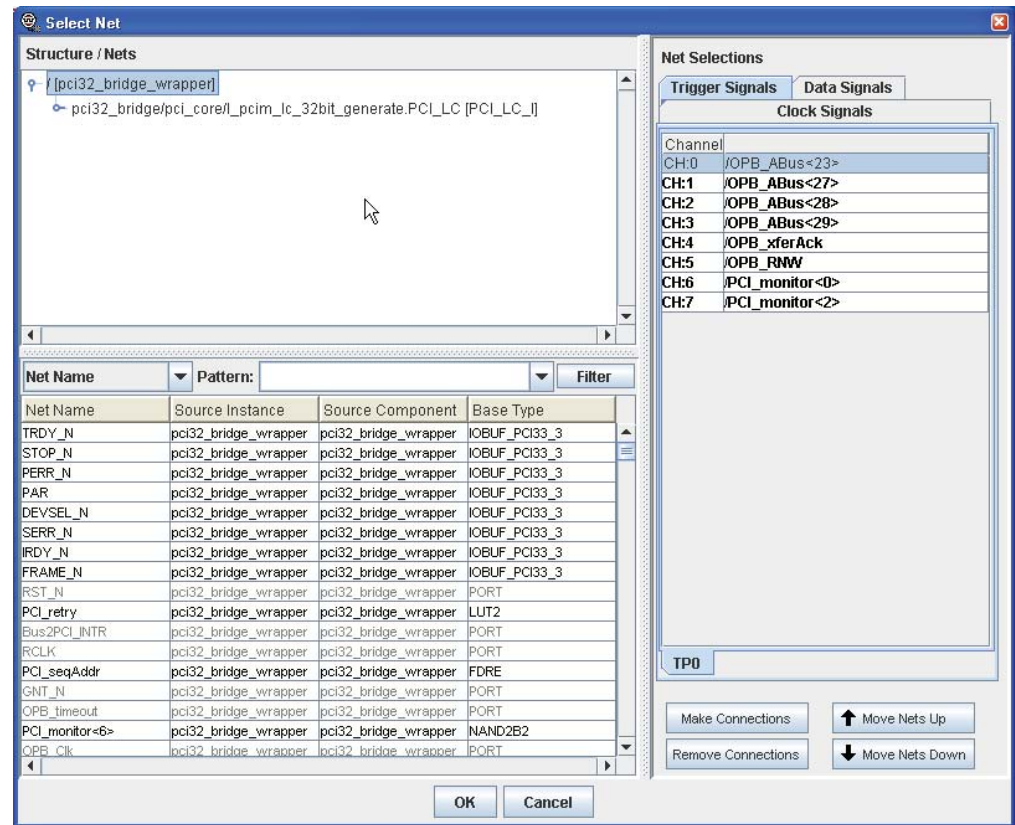 Select Net
Structure / Nets
/ [pci32_bridge_wrapper]
pci32_bridge/pci_core/I_pcim_lc_32bit_generate.PCI_LC [PCI_LC_I]
Net Name Pattern: Filter
Net Name Source Instance Source Component Base Type
TRDY_N pci32_bridge_wrapper pci32_bridge_wrapper IOBUF_PCI33_3
STOP_N pci32_bridge_wrapper pci32_bridge_wrapper IOBUF_PCI33_3
PERR_N pci32_bridge_wrapper pci32_bridge_wrapper IOBUF_PCI33_3
PAR pci32_bridge_wrapper pci32_bridge_wrapper IOBUF_PCI33_3
DEVSEL_N pci32_bridge_wrapper pci32_bridge_wrapper IOBUF_PCI33_3
SERR_N pci32_bridge_wrapper pci32_bridge_wrapper IOBUF_PCI33_3
IRDY_N pci32_bridge_wrapper pci32_bridge_wrapper IOBUF_PCI33_3
FRAME_N pci32_bridge_wrapper pci32_bridge_wrapper IOBUF_PCI33_3
RST_N pci32_bridge_wrapper pci32_bridge_wrapper PORT
PCI_retry pci32_bridge_wrapper pci32_bridge_wrapper LUT2
Bus2PCI_INTR pci32_bridge_wrapper pci32_bridge_wrapper PORT
RCLK pci32_bridge_wrapper pci32_bridge_wrapper PORT
PCI_seqAddr pci32_bridge_wrapper pci32_bridge_wrapper FDRE
GNT_N pci32_bridge_wrapper pci32_bridge_wrapper PORT
OPB_timeout pci32_bridge_wrapper pci32_bridge_wrapper PORT
PCI_monitor<6> pci32_bridge_wrapper pci32_bridge_wrapper NAND2B2
OPB_Clk pci32_bridge_wrapper pci32_bridge_wrapper PORT
Net Selections
Trigger Signals Data Signals
Clock Signals
Channel
CH:0 /OPB_ABus<23>
CH:1 /OPB_ABus<27>
CH:2 /OPB_ABus<28>
CH:3 /OPB_ABus<29>
CH:4 /OPB_xferAck
CH:5 /OPB_RNW
CH:6 /PCI_monitor<0>
CH:7 /PCI_monitor<2>
TP0
Make Connections Move Nets Up
Remove Connections Move Nets Down
OK Cancel